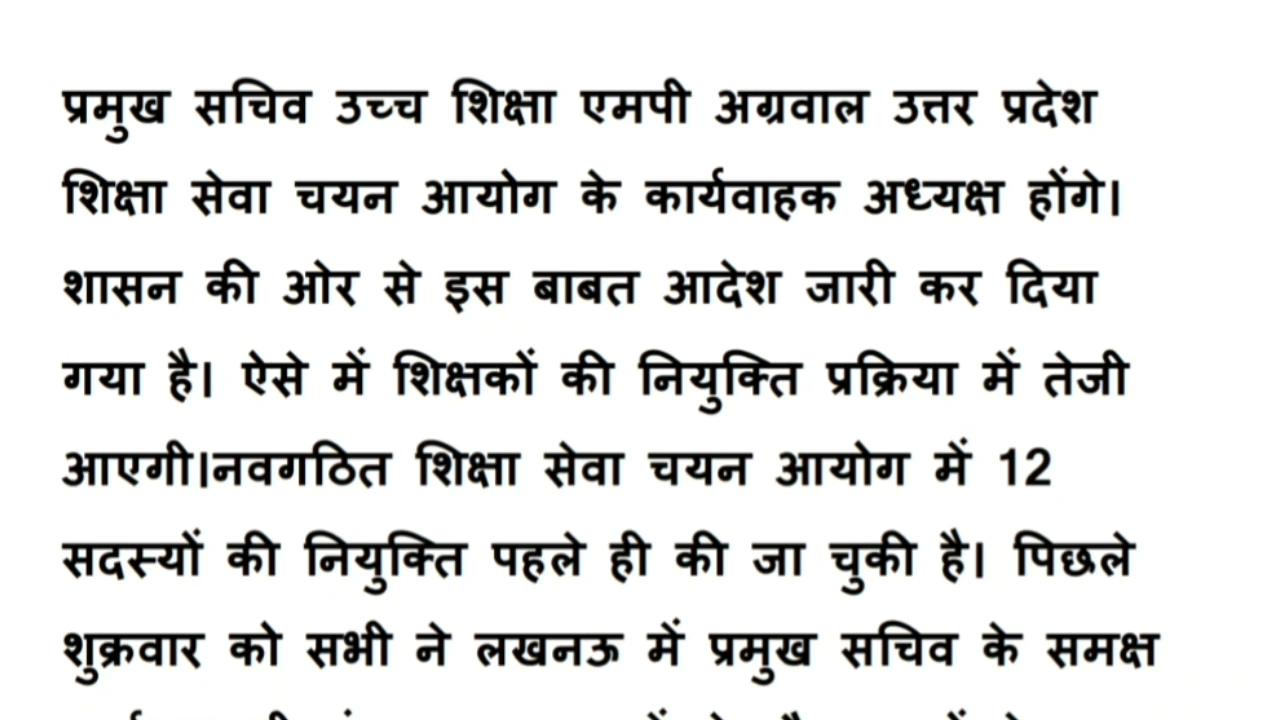 प्रमुख सचिव उच्च शिक्षा एमपी अग्रवाल उत्तर प्रदेश
शिक्षा सेवा चयन आयोग के कार्यवाहक अध्यक्ष होंगे।
शासन की ओर से इस बाबत आदेश जारी कर दिया
गया है। ऐसे में शिक्षकों की नियुक्ति प्रक्रिया में तेजी
आएगी।नवगठित शिक्षा सेवा चयन आयोग में 12
सदस्यों की नियुक्ति पहले ही की जा चुकी है। पिछले
शुक्रवार को सभी ने लखनऊ में प्रमुख सचिव के समक्ष